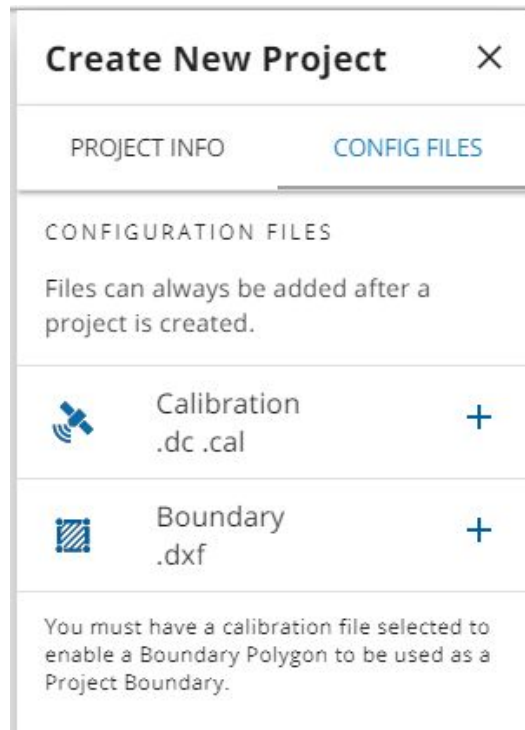 Create New Project
PROJECT INFO
CONFIG FILES
CONFIGURATION FILES
Files can always be added after a
project is created.
Calibration
.dc .cal
Boundary
.dxf
You must have a calibration file selected to
enable a Boundary Polygon to be used as a
Project Boundary.